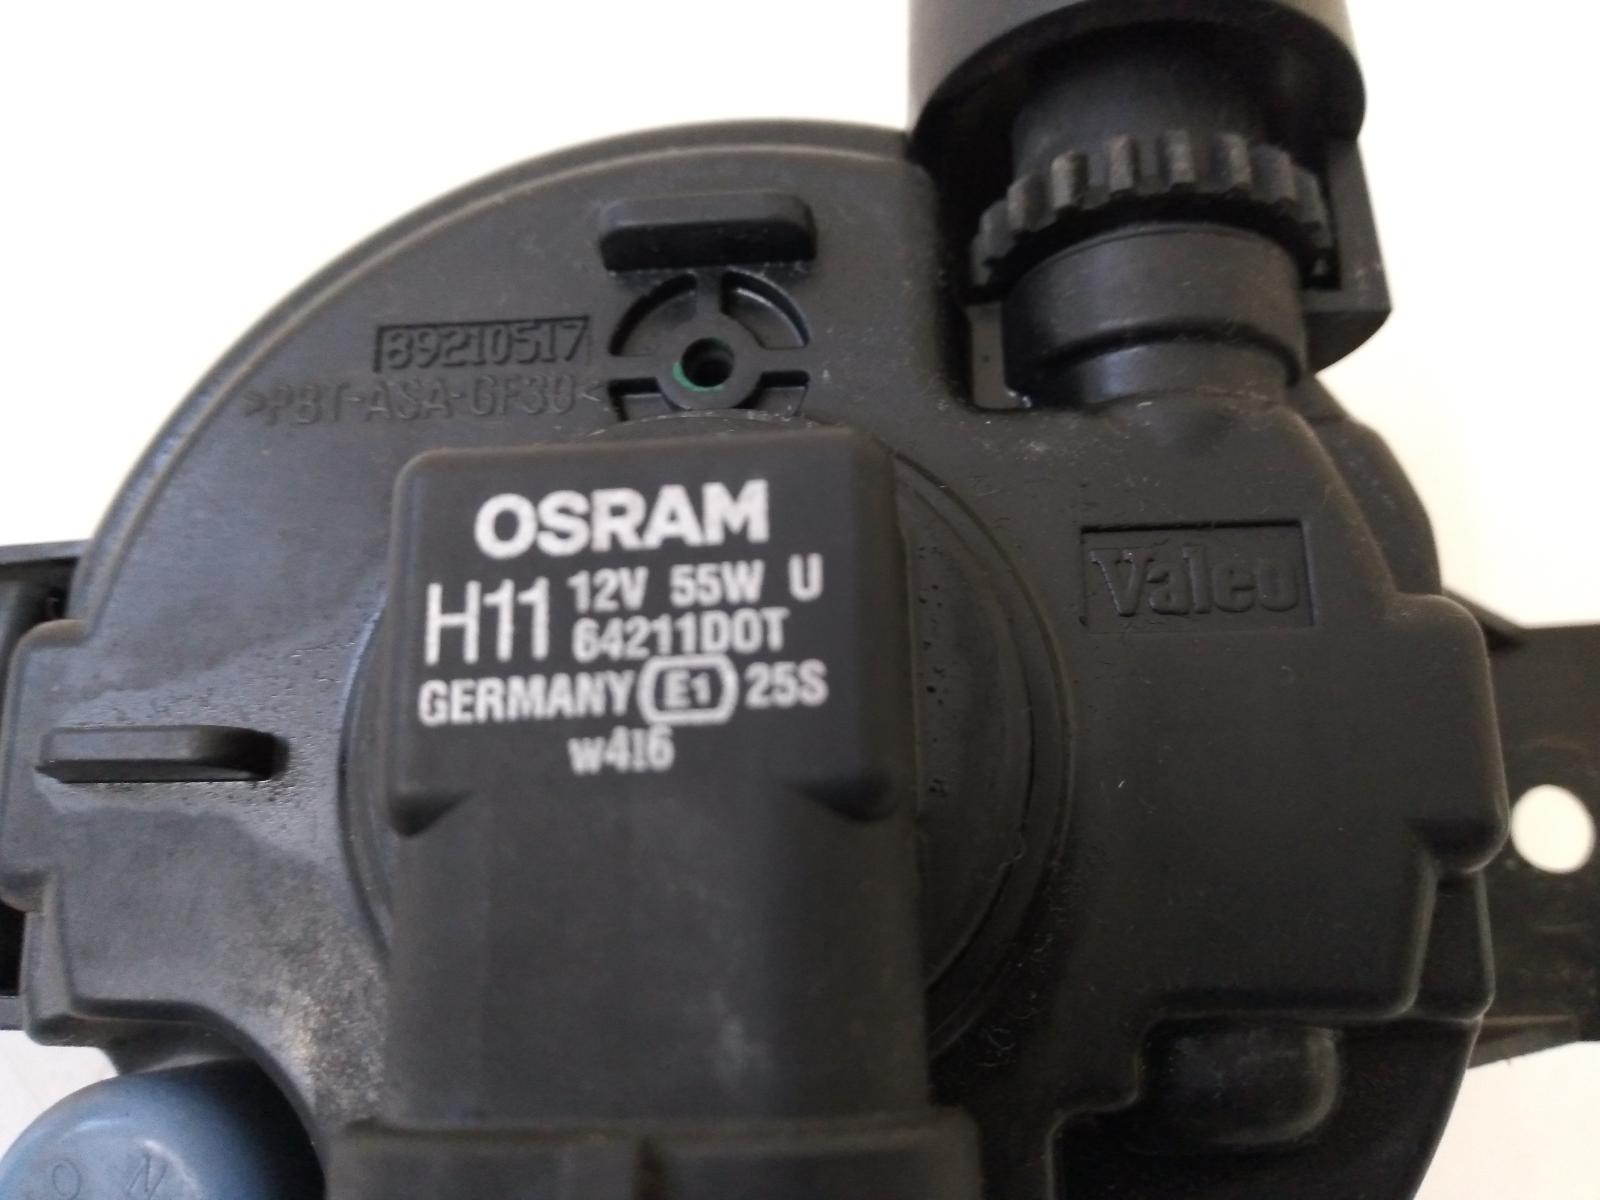 89210517
>PBT-ASA-GF30<
OSRAM
H11 12V 55W U
64211DOT
GERMANY E1 25S
w416
Valeo
O N